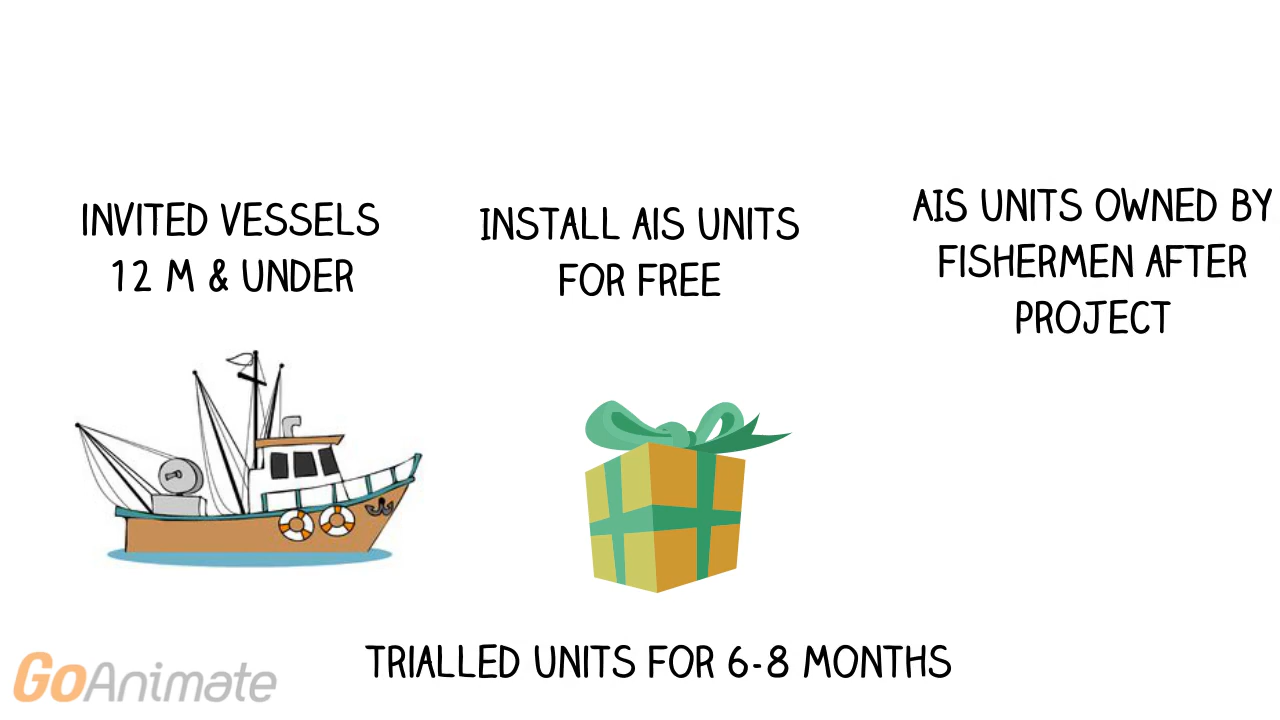 INVITED VESSELS
12 M & UNDER
INSTALL AIS UNITS
FOR FREE
AIS UNITS OWNED BY
FISHERMEN AFTER
PROJECT
TRIALLED UNITS FOR 6-8 MONTHS
GoAnimate